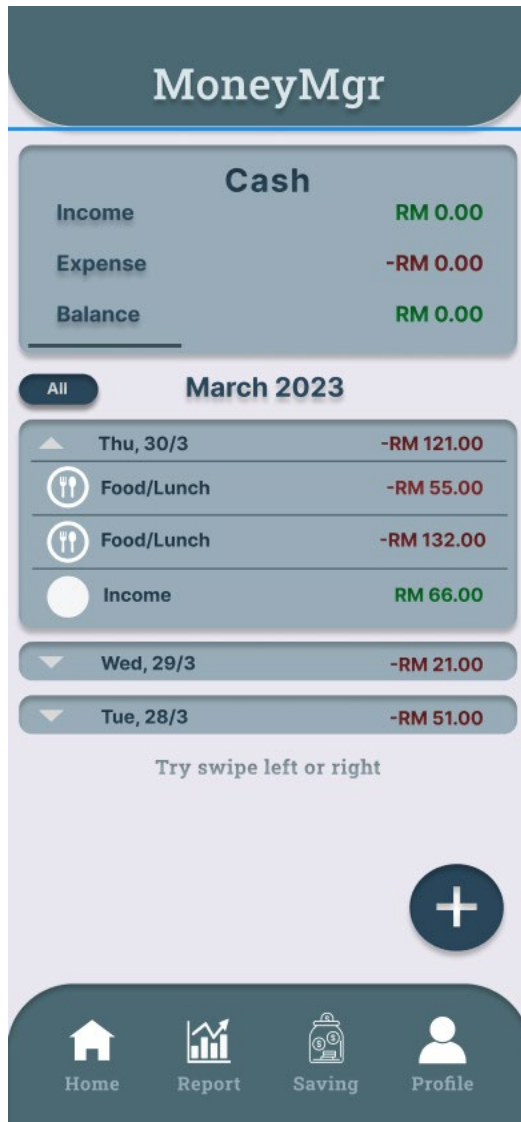 MoneyMgr
Cash
Income RM 0.00
Expense -RM 0.00
Balance RM 0.00
All March 2023
Thu, 30/3 -RM 121.00
Food/Lunch -RM 55.00
Food/Lunch -RM 132.00
Income RM 66.00
Wed, 29/3 -RM 21.00
Tue, 28/3 -RM 51.00
Try swipe left or right
Home Report Saving Profile